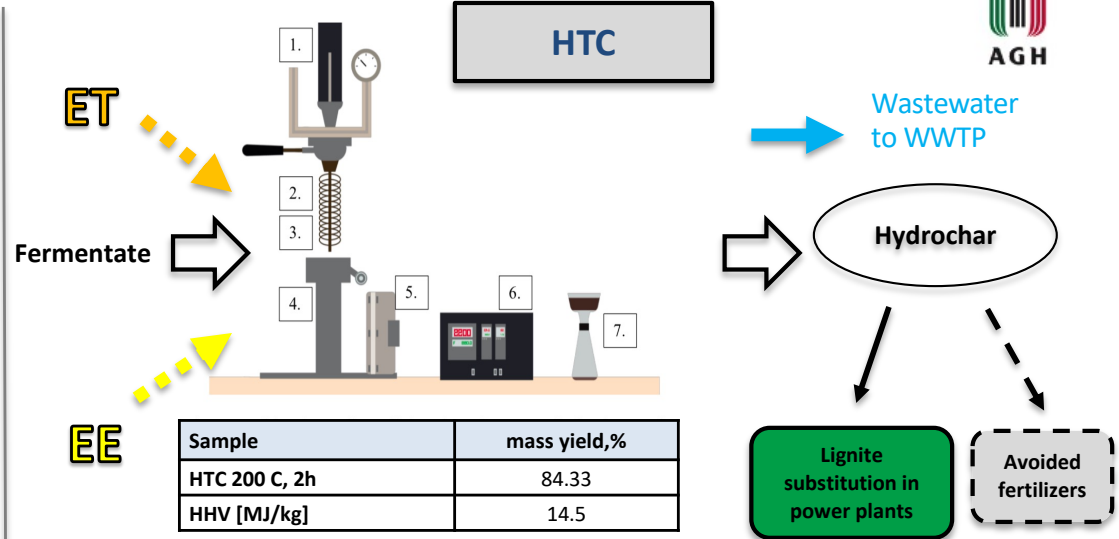 HTC
AGH
1.
ET
Wastewater
to WWTP
2.
3.
Fermentate
Hydrochar
4.
5.
6.
7.
EE
Sample mass yield,%
HTC 200 C, 2h 84.33
HHV [MJ/kg] 14.5
Lignite
substitution in
power plants
Avoided
fertilizers